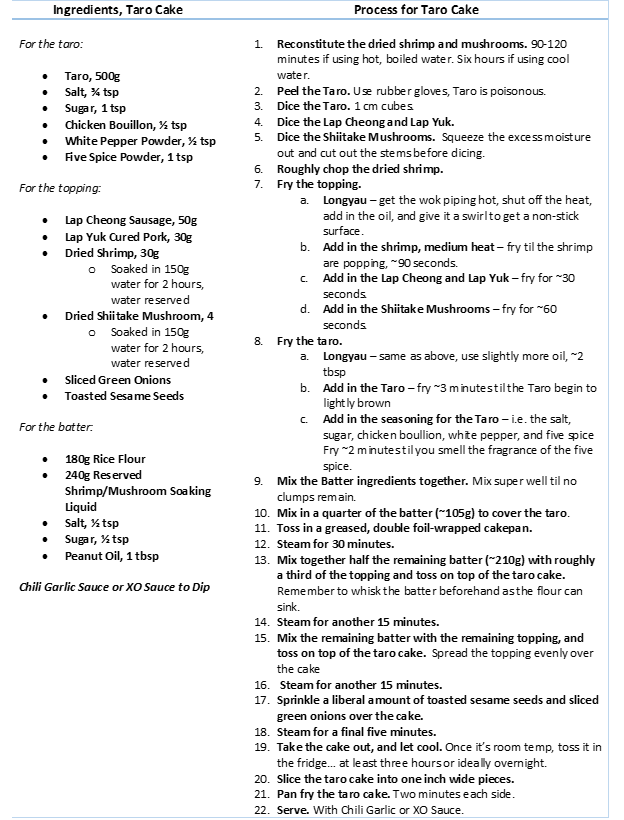 Ingredients, Taro Cake
For the taro:
• Taro, 500g
• Salt, ¾ tsp
• Sugar, 1 tsp
• Chicken Bouillon, ½ tsp
• White Pepper Powder, ½ tsp
• Five Spice Powder, 1 tsp
For the topping:
• Lap Cheong Sausage, 50g
• Lap Yuk Cured Pork, 30g
• Dried Shrimp, 30g
o Soaked in 150g
water for 2 hours,
water reserved
• Dried Shiitake Mushroom, 4
o Soaked in 150g
water for 2 hours,
water reserved
• Sliced Green Onions
• Toasted Sesame Seeds
For the batter:
• 180g Rice Flour
• 240g Reserved
Shrimp/Mushroom Soaking
Liquid
• Salt, ½ tsp
• Sugar, ½ tsp
• Peanut Oil, 1 tbsp
Chili Garlic Sauce or XO Sauce to Dip
Process for Taro Cake
1. Reconstitute the dried shrimp and mushrooms. 90-120
minutes if using hot, boiled water. Six hours if using cool
water.
2. Peel the Taro. Use rubber gloves, Taro is poisonous.
3. Dice the Taro. 1 cm cubes.
4. Dice the Lap Cheong and Lap Yuk.
5. Dice the Shiitake Mushrooms. Squeeze the excess moisture
out and cut out the stems before dicing.
6. Roughly chop the dried shrimp.
7. Fry the topping.
a. Longyau – get the wok piping hot, shut off the heat,
add in the oil, and give it a swirl to get a non-stick
surface.
b. Add in the shrimp, medium heat – fry til the shrimp
are popping, ~90 seconds.
c. Add in the Lap Cheong and Lap Yuk – fry for ~30
seconds.
d. Add in the Shiitake Mushrooms – fry for ~60
seconds.
8. Fry the taro.
a. Longyau – same as above, use slightly more oil, ~2
tbsp
b. Add in the Taro – fry ~3 minutes til the Taro begin to
lightly brown
c. Add in the seasoning for the Taro – i.e. the salt,
sugar, chicken boullion, white pepper, and five spice
Fry ~2 minutes til you smell the fragrance of the five
spice.
9. Mix the Batter ingredients together. Mix super well til no
clumps remain.
10. Mix in a quarter of the batter (~105g) to cover the taro.
11. Toss in a greased, double foil-wrapped cakepan.
12. Steam for 30 minutes.
13. Mix together half the remaining batter (~210g) with roughly
a third of the topping and toss on top of the taro cake.
Remember to whisk the batter beforehand as the flour can
sink.
14. Steam for another 15 minutes.
15. Mix the remaining batter with the remaining topping, and
toss on top of the taro cake. Spread the topping evenly over
the cake
16. Steam for another 15 minutes.
17. Sprinkle a liberal amount of toasted sesame seeds and sliced
green onions over the cake.
18. Steam for a final five minutes.
19. Take the cake out, and let cool. Once it's room temp, toss it in
the fridge... at least three hours or ideally overnight.
20. Slice the taro cake into one inch wide pieces.
21. Pan fry the taro cake. Two minutes each side.
22. Serve. With Chili Garlic or XO Sauce.